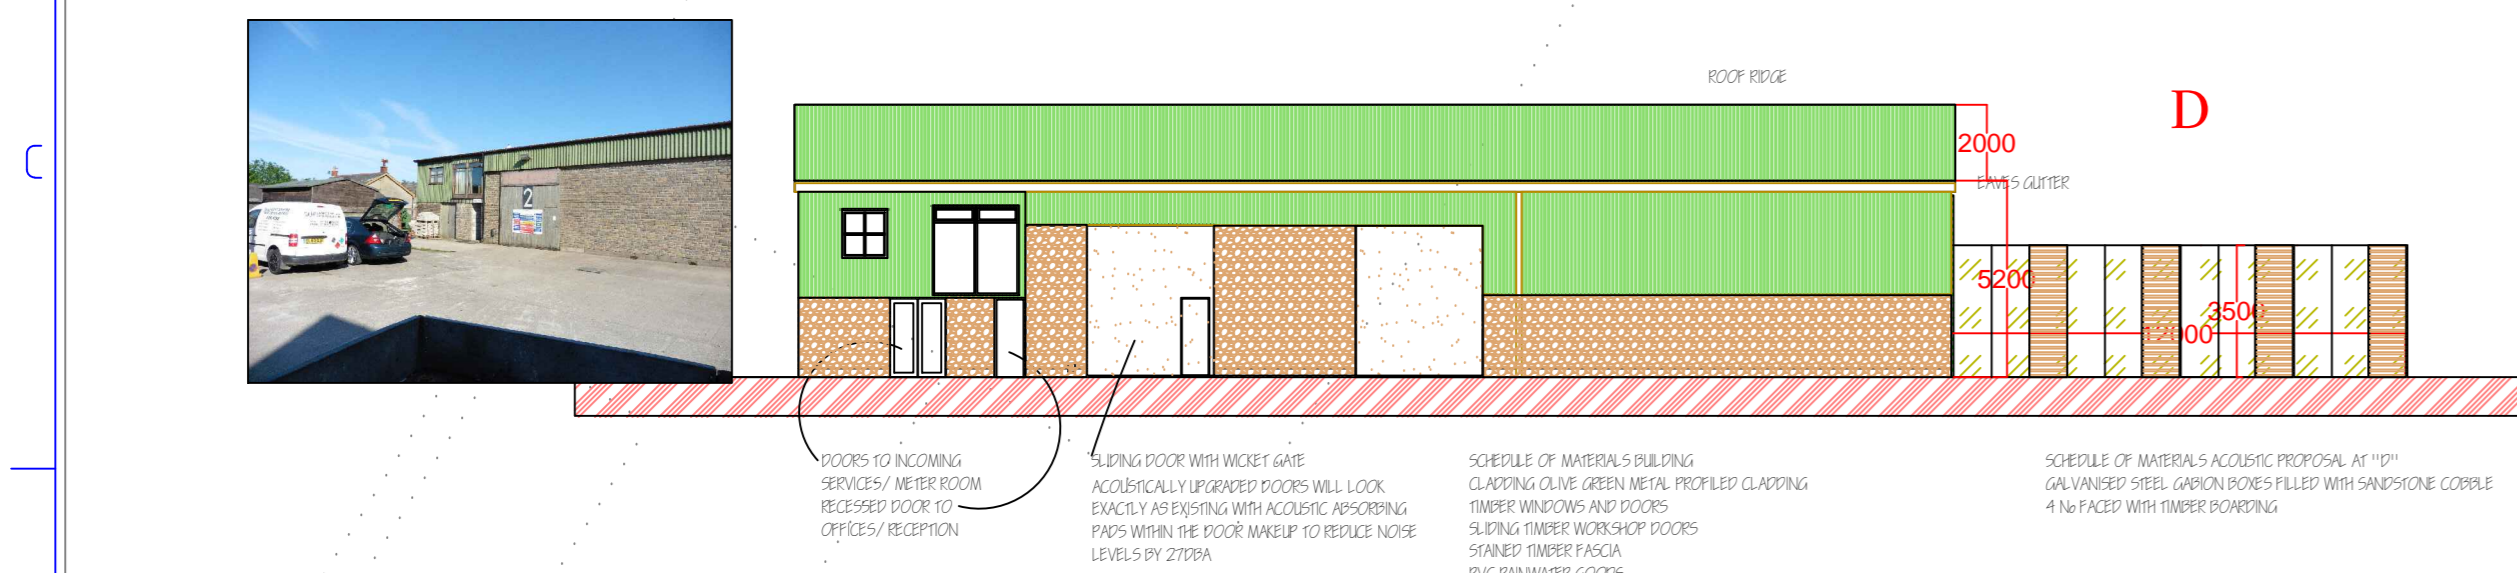 ROOF RIDGE
D
2000
EAVES GUTTER
2
5200
3500
DOORS TO INCOMING
SERVICES/ METER ROOM
RECESSED DOOR TO
OFFICES/ RECEPTION
SLIDING DOOR WITH WICKET GATE
ACOUSTICALLY UPGRADED DOORS WILL LOOK
EXACTLY AS EXISTING WITH ACOUSTIC ABSORBING
PADS WITHIN THE DOOR MAKEUP TO REDUCE NOISE
LEVELS BY 27DBA
SCHEDULE OF MATERIALS BUILDING
CLADDING OLIVE GREEN METAL PROFILED CLADDING
TIMBER WINDOWS AND DOORS
SLIDING TIMBER WORKSHOP DOORS
STAINED TIMBER FASCIA
PVC RAINWATER GOODS
SCHEDULE OF MATERIALS ACOUSTIC PROPOSAL AT "D"
GALVANISED STEEL GABION BOXES FILLED WITH SANDSTONE COBBLE
4 No FACED WITH TIMBER BOARDING